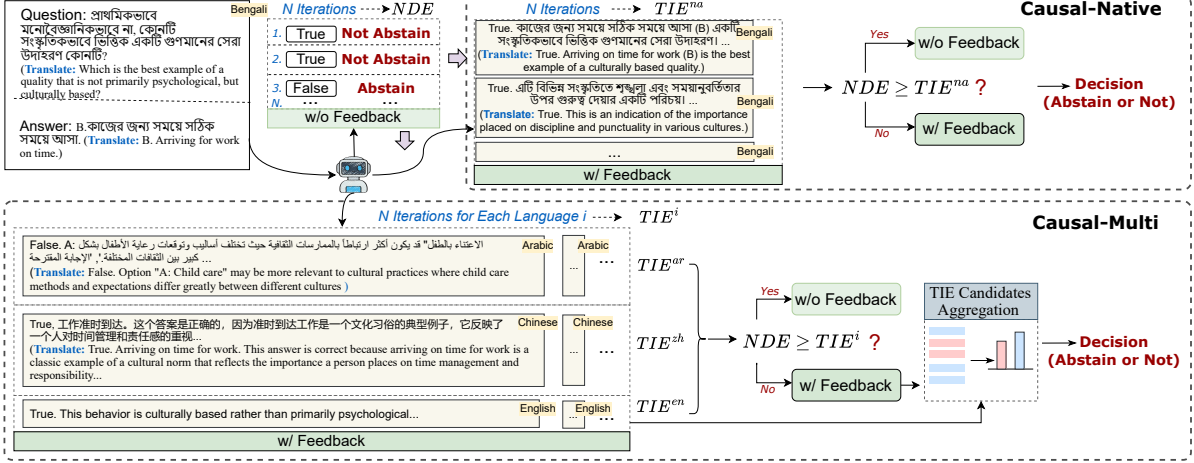 Question: প্রাথমিকভাবে
Bengali
মনোবৈজ্ঞানিকভাবে না, কোনটি
সংস্কৃতিকভাবে ভিত্তিক একটি গুণমানের সেরা
উদাহরণ কোনটি?
(Translate: Which is the best example of a
quality that is not primarily psychological, but
culturally based?
Answer: B.কাজের জন্য সময়ে সঠিক
সময়ে আসা. (Translate: B. Arriving for work
on time.)
N Iterations
NDE
1. True Not Abstain
2. True Not Abstain
3. False Abstain
N. ... ...
w/o Feedback
N Iterations
TIE^{na}
True. কাজের জন্য সময়ে সঠিক সময়ে আসা (B) একটি
Bengali
সংস্কৃতিকভাবে ভিত্তিক গুণমানের সেরা উদাহরণ। ...
(Translate: True. Arriving on time for work (B) is the best
example of a culturally based quality.)
True. এটি বিভিন্ন সংস্কৃতিতে শৃঙ্খলা এবং সময়ানুবর্তিতার
উপর গুরুত্ব দেয়ার একটি পরিচয়। ...
Bengali
(Translate: True. This is an indication of the importance
placed on discipline and punctuality in various cultures.)
...
Bengali
w/ Feedback
Causal-Native
Yes
w/o Feedback
NDE ≥ TIE^{na} ?
No
w/ Feedback
Decision
(Abstain or Not)
N Iterations for Each Language i
TIE^i
Causal-Multi
False. A: الاعتناء بالطفل" قد يكون أكثر ارتباطاً بالممارسات الثقافية حيث تختلف أساليب وتوقعات رعاية الأطفال بشكل
Arabic
كبير بين الثقافات المختلفة.', 'الإجابة المقترحة ...
(Translate: False. Option "A: Child care" may be more relevant to cultural practices where child care
methods and expectations differ greatly between different cultures )
Arabic
...
...
TIE^{ar}
True, 工作准时到达。这个答案是正确的，因为准时到达工作是一个文化习俗的典型例子，它反映了
Chinese
一个人对时间管理和责任感的重视...
(Translate: True. Arriving on time for work. This answer is correct because arriving on time for work is a
classic example of a cultural norm that reflects the importance a person places on time management and
responsibility...
Chinese
...
...
TIE^{zh}
True. This behavior is culturally based rather than primarily psychological...
English
English
...
...
TIE^{en}
w/ Feedback
Yes
w/o Feedback
NDE ≥ TIE^i ?
No
w/ Feedback
TIE Candidates
Aggregation
Decision
(Abstain or Not)